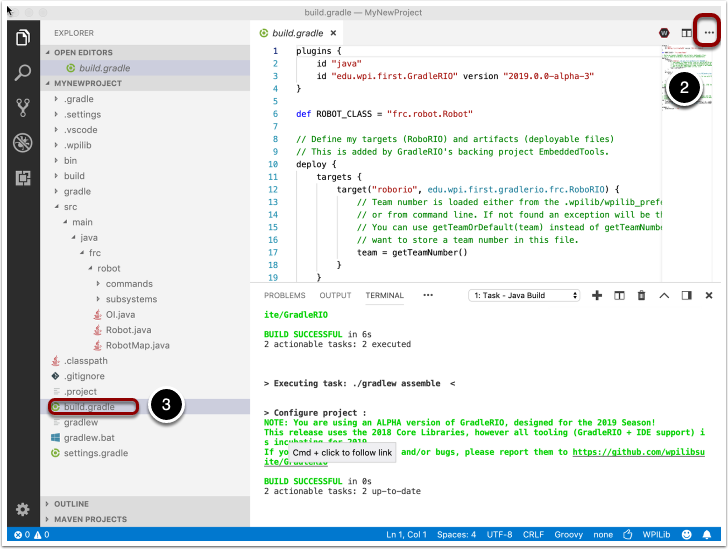 build.gradle — MyNewProject
EXPLORER
OPEN EDITORS
build.gradle
MYNEWPROJECT
.gradle
.settings
.vscode
.wpilib
bin
build
gradle
src
main
java
frc
robot
commands
subsystems
OI.java
Robot.java
RobotMap.java
.classpath
.gitignore
.project
build.gradle
3
gradlew
gradlew.bat
settings.gradle
OUTLINE
MAVEN PROJECTS
build.gradle
2
1 plugins {
2 id "java"
3 id "edu.wpi.first.GradleRIO" version "2019.0.0-alpha-3"
4 }
5
6 def ROBOT_CLASS = "frc.robot.Robot"
7
8 // Define my targets (RoboRIO) and artifacts (deployable files)
9 // This is added by GradleRIO's backing project EmbeddedTools.
10 deploy {
11 targets {
12 target("roborio", edu.wpi.first.gradlerio.frc.RoboRIO) {
13 // Team number is loaded either from the .wpilib/wpilib_pref
14 // or from command line. If not found an exception will be th
15 // You can use getTeamOrDefault(team) instead of getTeamNumbe
16 // want to store a team number in this file.
17 team = getTeamNumber()
18 }
19 }
PROBLEMS OUTPUT TERMINAL ••• 1: Task - Java Build
ite/GradleRIO
BUILD SUCCESSFUL in 6s
2 actionable tasks: 2 executed
> Executing task: ./gradlew assemble <
> Configure project :
NOTE: You are using an ALPHA version of GradleRIO, designed for the 2019 Season!
This release uses the 2018 Core Libraries, however all tooling (GradleRIO + IDE support) i
s incubating for 2019
If yo and/or bugs, please report them to https://github.com/wpilibsu
Cmd + click to follow link
ite/GradleRIO
BUILD SUCCESSFUL in 0s
2 actionable tasks: 2 up-to-date
0 0 Ln 1, Col 1 Spaces: 4 UTF-8 CRLF Groovy none WPILib